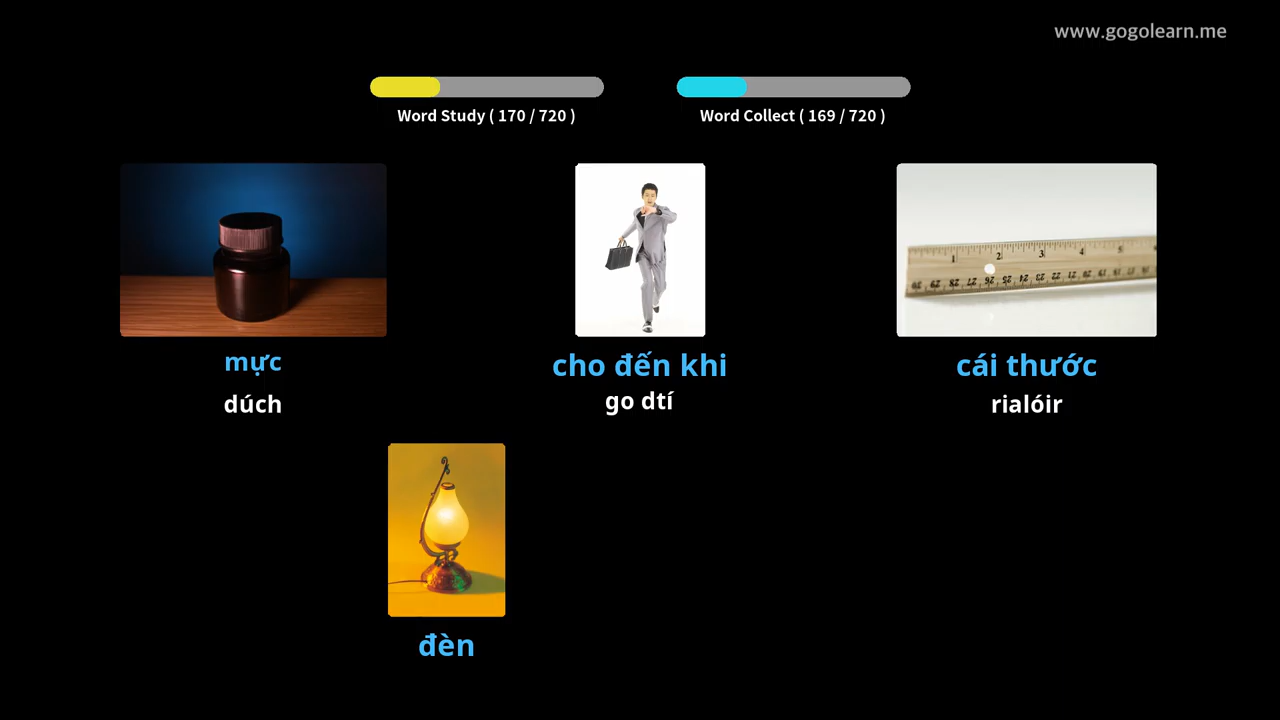 www.gogolearn.me
Word Study ( 170 / 720 )
Word Collect ( 169 / 720 )
mực
dúch
cho đến khi
go dtí
cái thước
rialóir
đèn